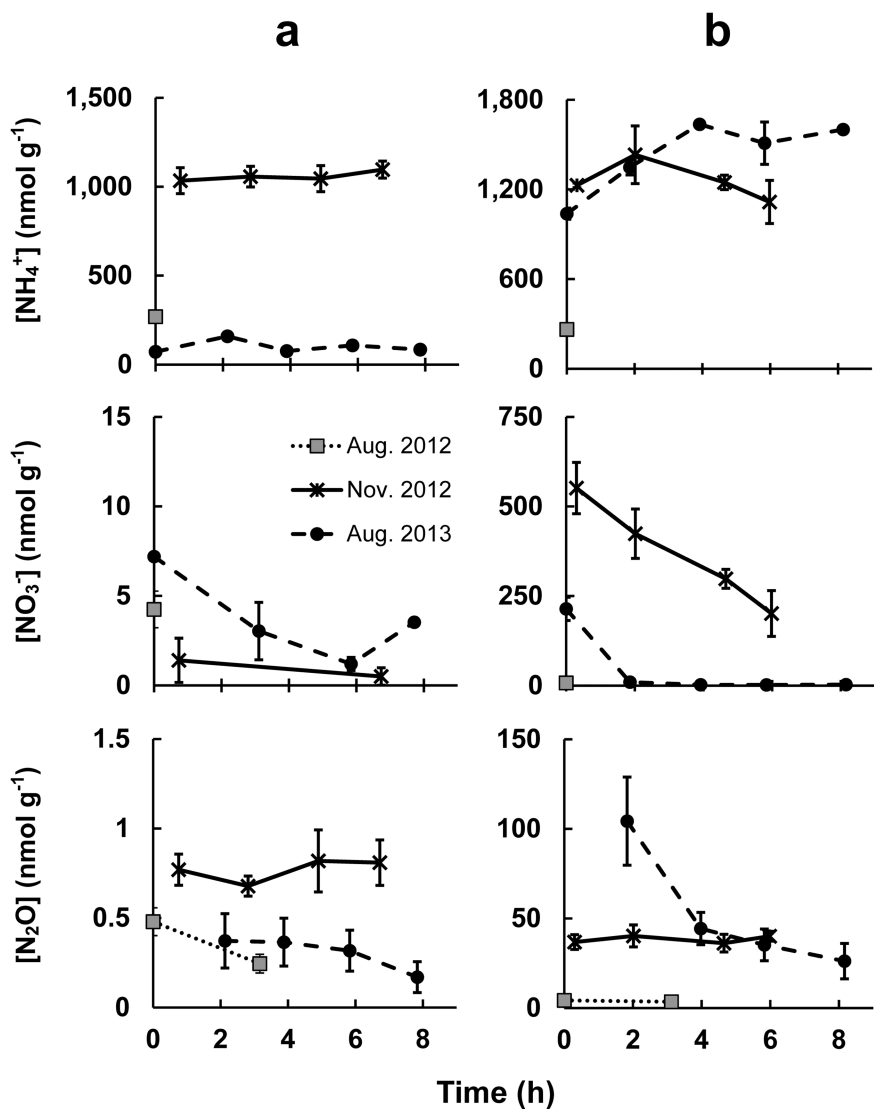 a b
[NH₄⁺] (nmol g⁻¹)
1,500
1,000
500
0
1,800
1,200
600
0
[NO₃⁻] (nmol g⁻¹)
15
10
5
0
Aug. 2012
Nov. 2012
Aug. 2013
750
500
250
0
[N₂O] (nmol g⁻¹)
1.5
1
0.5
0
0 2 4 6 8
150
100
50
0
0 2 4 6 8
Time (h)